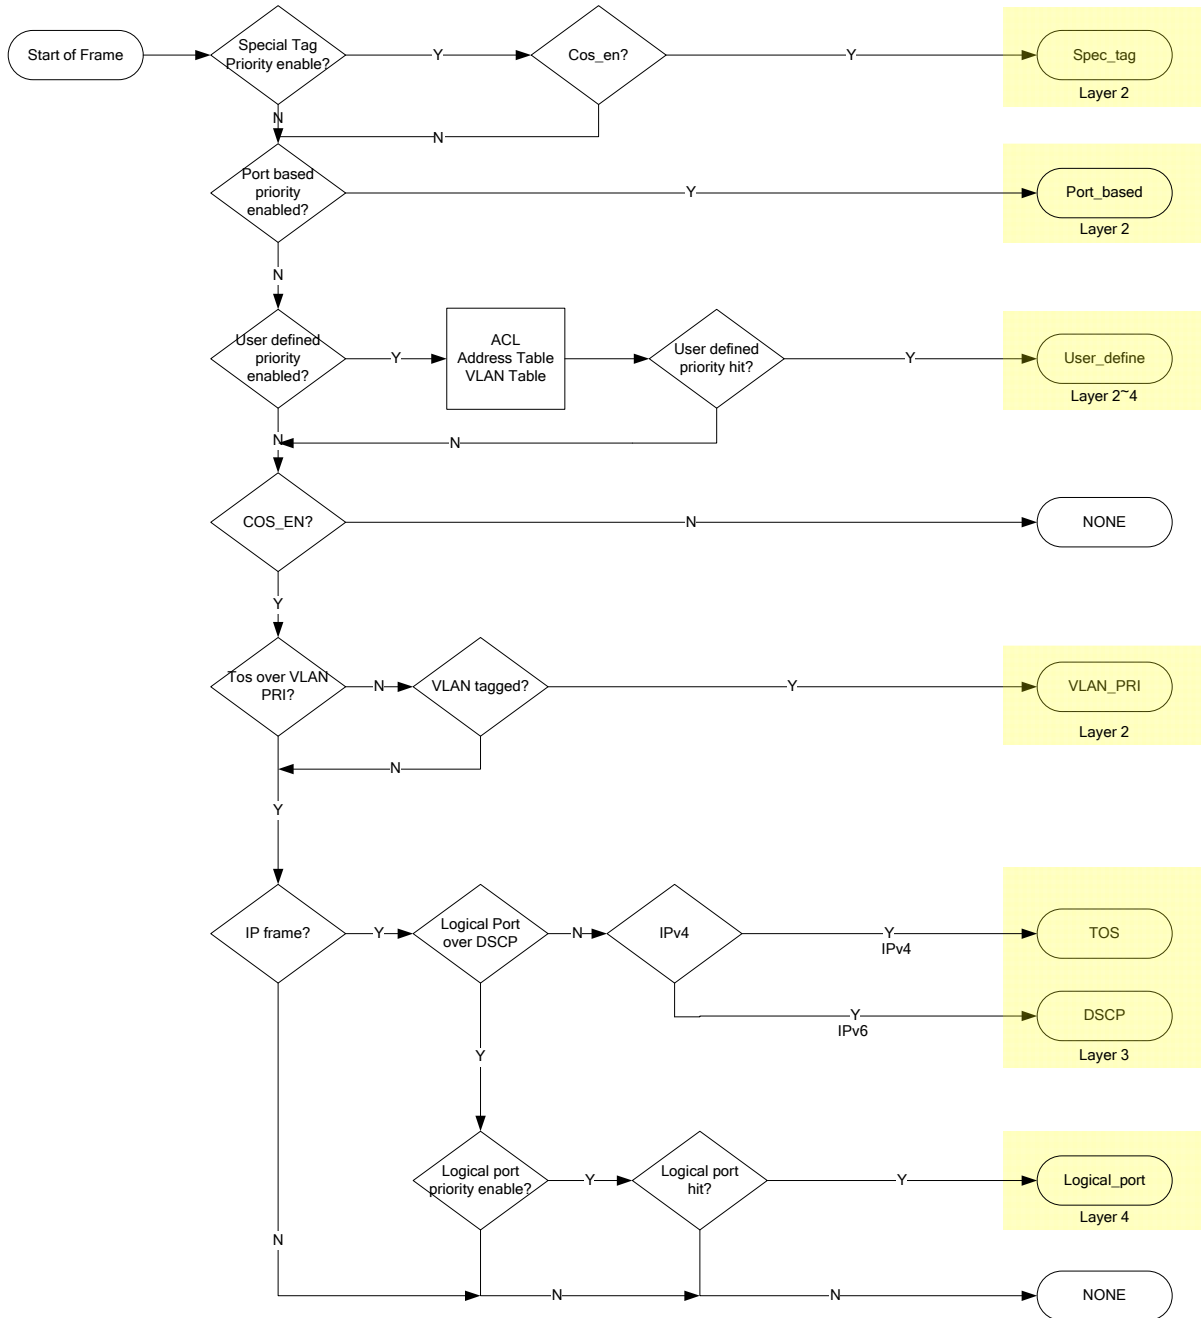 Start of Frame
Special Tag
Priority enable?
Y
Cos_en?
Y
Spec_tag
Layer 2
N
N
Port based
priority
enabled?
Y
Port_based
Layer 2
N
User defined
priority
enabled?
Y
ACL
Address Table
VLAN Table
User defined
priority hit?
Y
User_define
Layer 2~4
N
N
COS_EN?
N
NONE
Y
Tos over VLAN
PRI?
N
VLAN tagged?
Y
VLAN_PRI
Layer 2
N
Y
IP frame?
Y
Logical Port
over DSCP
N
IPv4
Y
IPv4
TOS
Y
IPv6
DSCP
Layer 3
Y
Logical port
priority enable?
Y
Logical port
hit?
Y
Logical_port
Layer 4
N
N
N
NONE